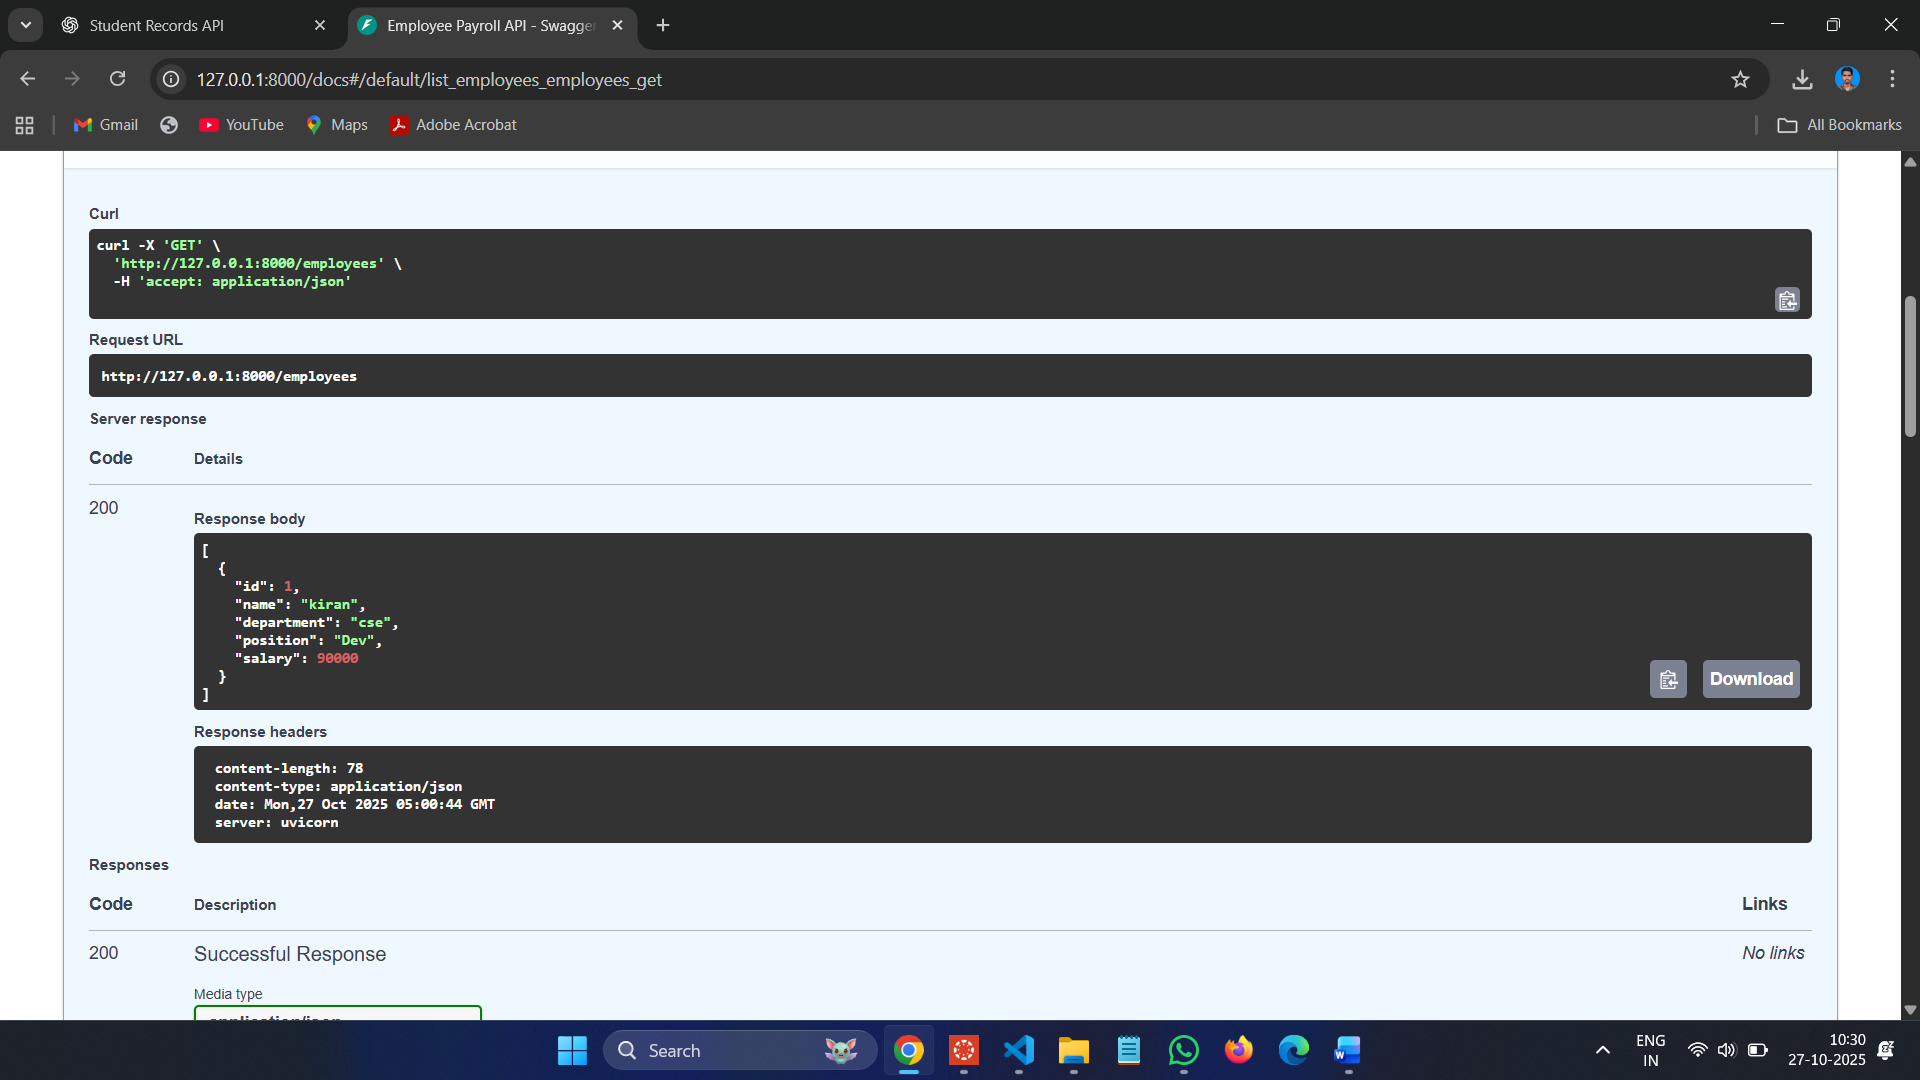 Student Records API
Employee Payroll API - Swagger
127.0.0.1:8000/docs#/default/list_employees_employees_get
Gmail
YouTube
Maps
Adobe Acrobat
All Bookmarks
Curl
curl -X 'GET' \
'http://127.0.0.1:8000/employees' \
-H 'accept: application/json'
Request URL
http://127.0.0.1:8000/employees
Server response
Code Details
200
Response body
[
{
"id": 1,
"name": "kiran",
"department": "cse",
"position": "Dev",
"salary": 90000
}
]
Download
Response headers
content-length: 78
content-type: application/json
date: Mon,27 Oct 2025 05:00:44 GMT
server: uvicorn
Responses
Code Description Links
200 Successful Response No links
Media type
application/json
Search
ENG
IN
10:30
27-10-2025